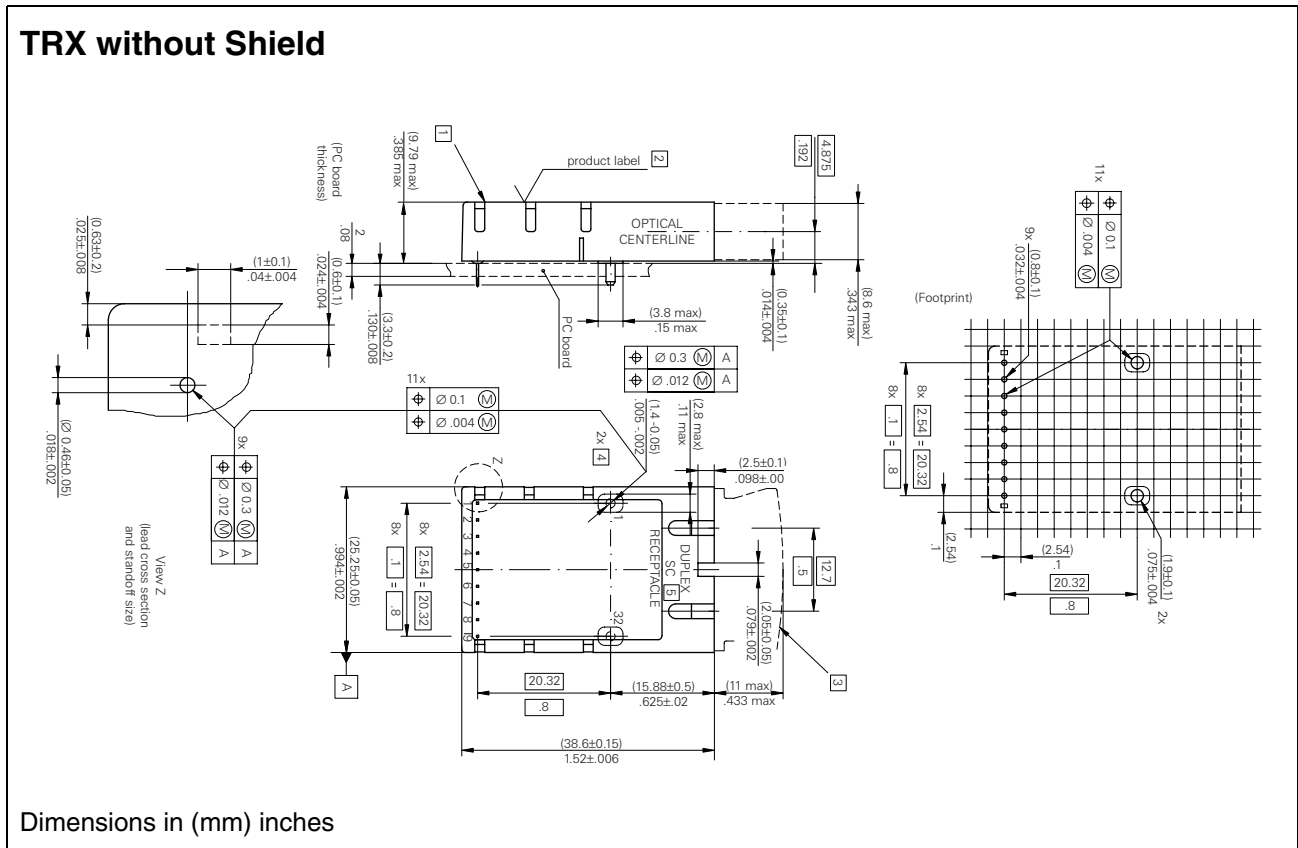 TRX without Shield
(PC board
thickness)
(9.79 max)
.385 max
1
product label
2
4.875
.192
OPTICAL
CENTERLINE
2
.08
(0.6±0.1)
.024±.004
(3.3±0.2)
.130±.008
PC board
(3.8 max)
.15 max
(0.35±0.1)
.014±.004
(8.6 max)
.343 max
(0.63±0.2)
.025±.008
(1±0.1)
.04±.004
(Ø 0.46±0.05)
.018±.002
9x
Ø 0.3 M A
Ø .012 M A
View Z
(lead cross section
and standoff size)
11x
Ø 0.1 M
Ø .004 M
Ø 0.3 M A
Ø .012 M A
(1.4 -0.05)
.005 -.002
2x 4
(2.8 max)
.11 max
(2.5±0.1)
.098±.00
Z
1
2
3
4
5
6
7
8
9
8x 2.54 = 20.32
8x .1 = .8
RECEPTACLE
SC 5
DUPLEX
12.7
.5
(2.05±0.05)
.079±.002
3
(25.25±0.05)
.994±.002
A
20.32
.8
(15.88±0.5)
.625±.02
(11 max)
.433 max
(38.6±0.15)
1.52±.006
11x
Ø 0.1 M
Ø .004 M
9x (0.8±0.1)
.032±.004
(Footprint)
8x 2.54 = 20.32
8x .1 = .8
(2.54)
.1
(2.54)
.1
20.32
.8
(1.9±0.1)
.075±.004
2x
Dimensions in (mm) inches